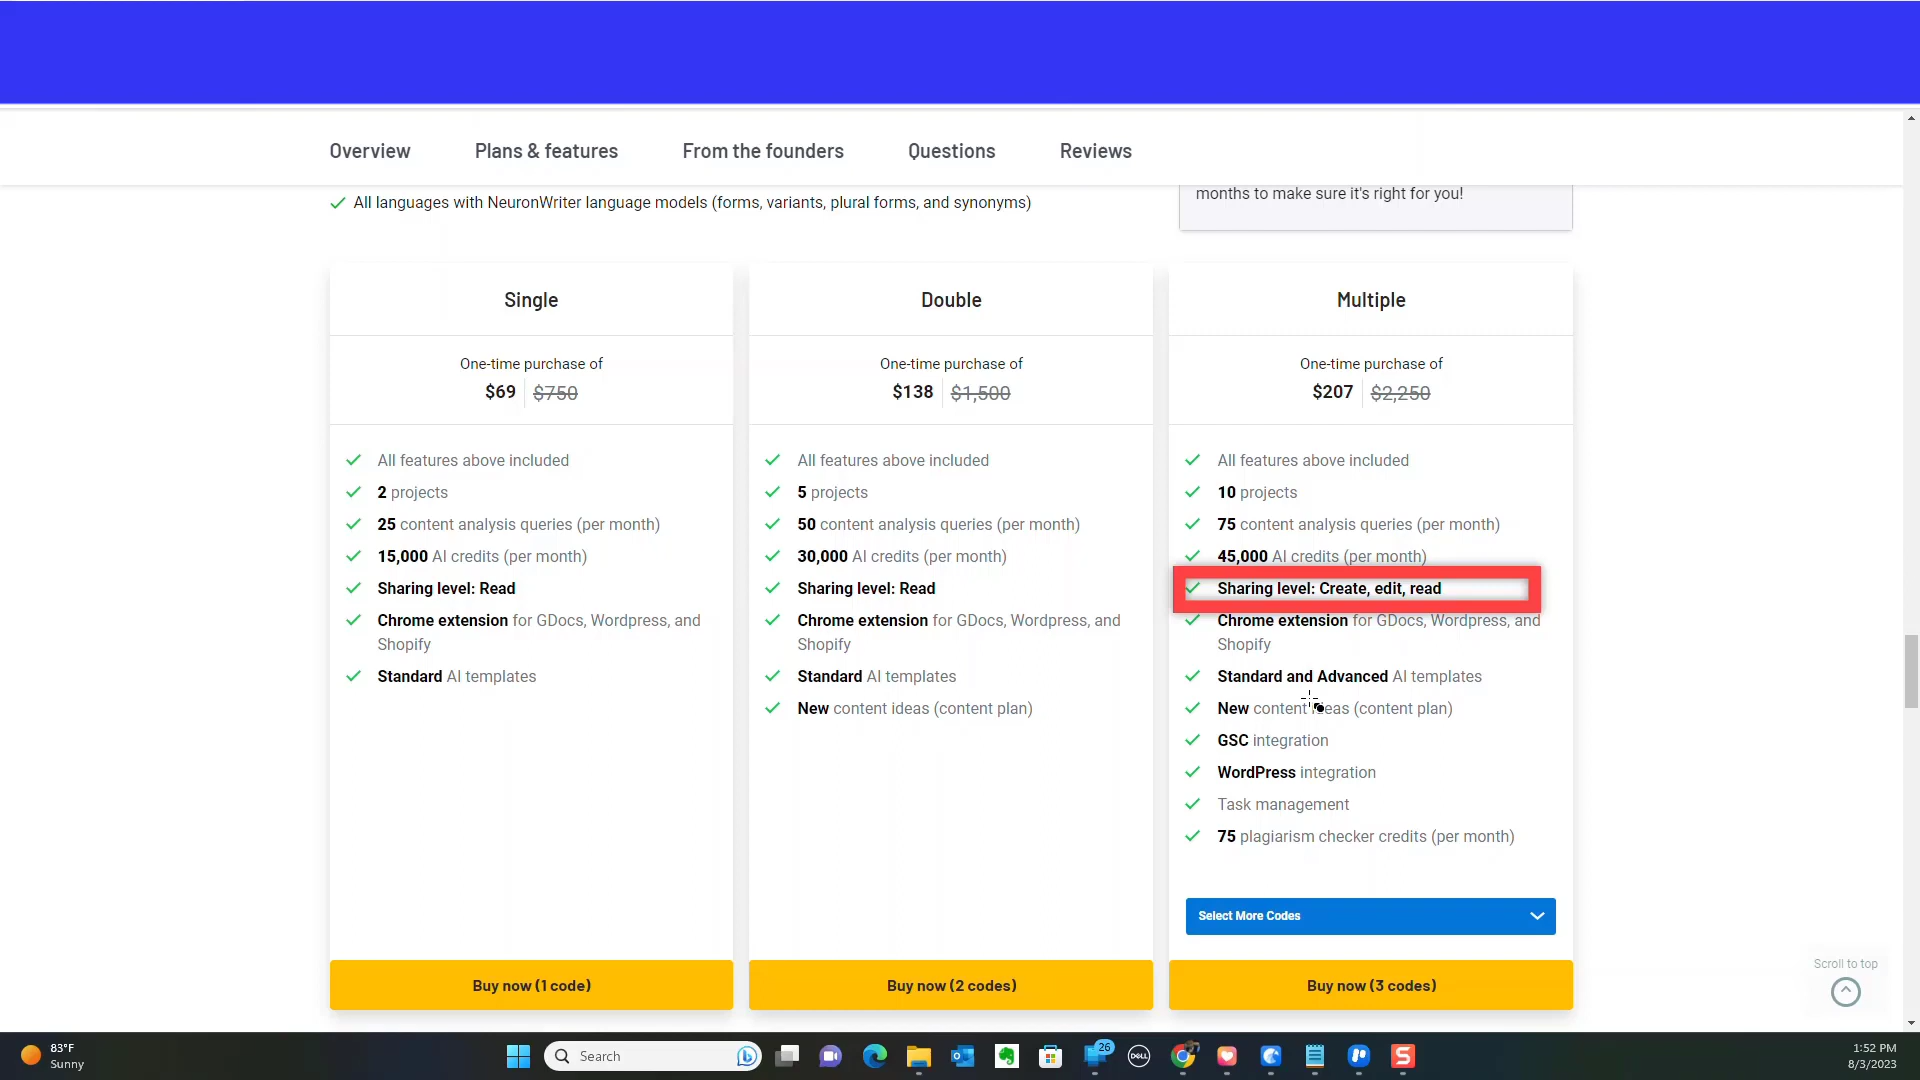 Overview Plans & features From the founders Questions Reviews
All languages with NeuronWriter language models (forms, variants, plural forms, and synonyms)
months to make sure it's right for you!
Single
One-time purchase of
$69 $750
All features above included
2 projects
25 content analysis queries (per month)
15,000 AI credits (per month)
Sharing level: Read
Chrome extension for GDocs, Wordpress, and
Shopify
Standard AI templates
Buy now (1 code)
Double
One-time purchase of
$138 $1,500
All features above included
5 projects
50 content analysis queries (per month)
30,000 AI credits (per month)
Sharing level: Read
Chrome extension for GDocs, Wordpress, and
Shopify
Standard AI templates
New content ideas (content plan)
Buy now (2 codes)
Multiple
One-time purchase of
$207 $2,250
All features above included
10 projects
75 content analysis queries (per month)
45,000 AI credits (per month)
Sharing level: Create, edit, read
Chrome extension for GDocs, Wordpress, and
Shopify
Standard and Advanced AI templates
New content ideas (content plan)
GSC integration
WordPress integration
Task management
75 plagiarism checker credits (per month)
Select More Codes
Buy now (3 codes)
Scroll to top
83°F
Sunny
Search
26
DELL
1:52 PM
8/3/2023